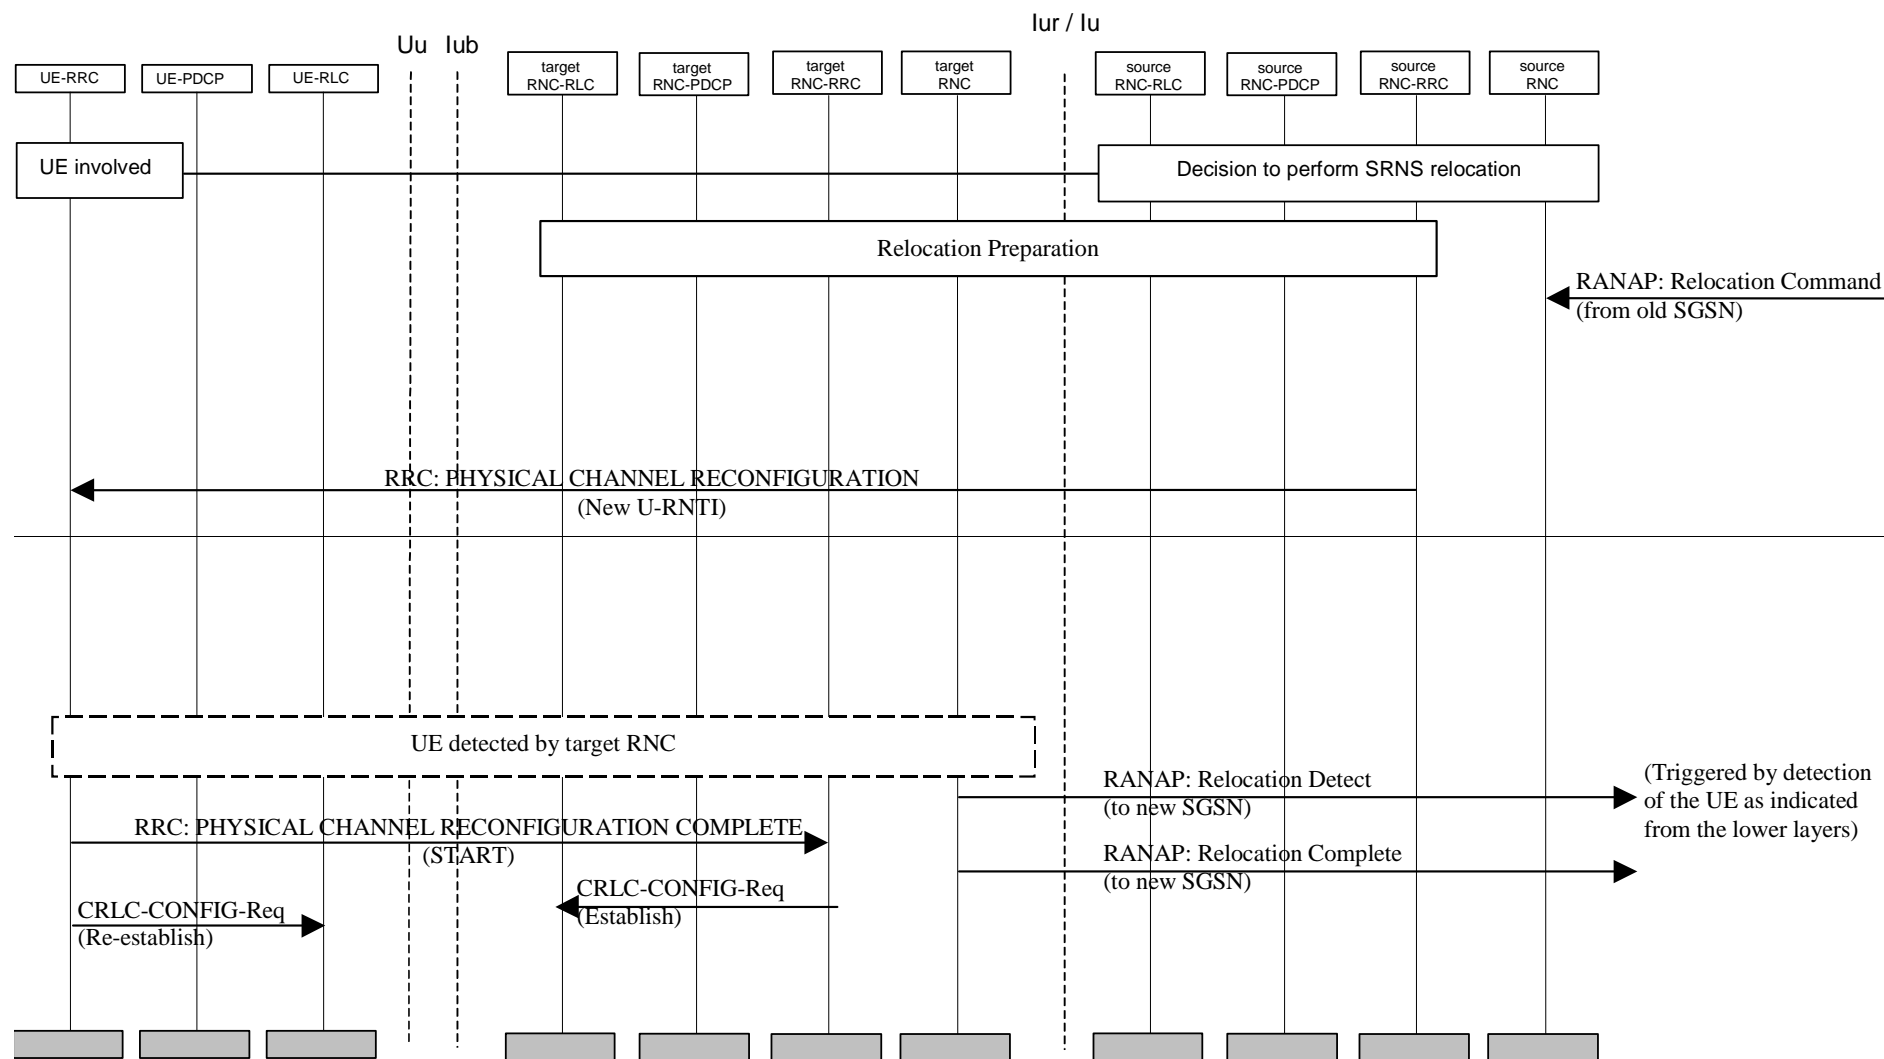 Iur / Iu
Uu Iub
UE-RRC
UE-PDCP
UE-RLC
target
RNC-RLC
target
RNC-PDCP
target
RNC-RRC
target
RNC
source
RNC-RLC
source
RNC-PDCP
source
RNC-RRC
source
RNC
UE involved
Decision to perform SRNS relocation
Relocation Preparation
RANAP: Relocation Command
(from old SGSN)
RRC: PHYSICAL CHANNEL RECONFIGURATION
(New U-RNTI)
UE detected by target RNC
RANAP: Relocation Detect
(to new SGSN)
(Triggered by detection
of the UE as indicated
from the lower layers)
RRC: PHYSICAL CHANNEL RECONFIGURATION COMPLETE
(START)
RANAP: Relocation Complete
(to new SGSN)
CRLC-CONFIG-Req
(Establish)
CRLC-CONFIG-Req
(Re-establish)